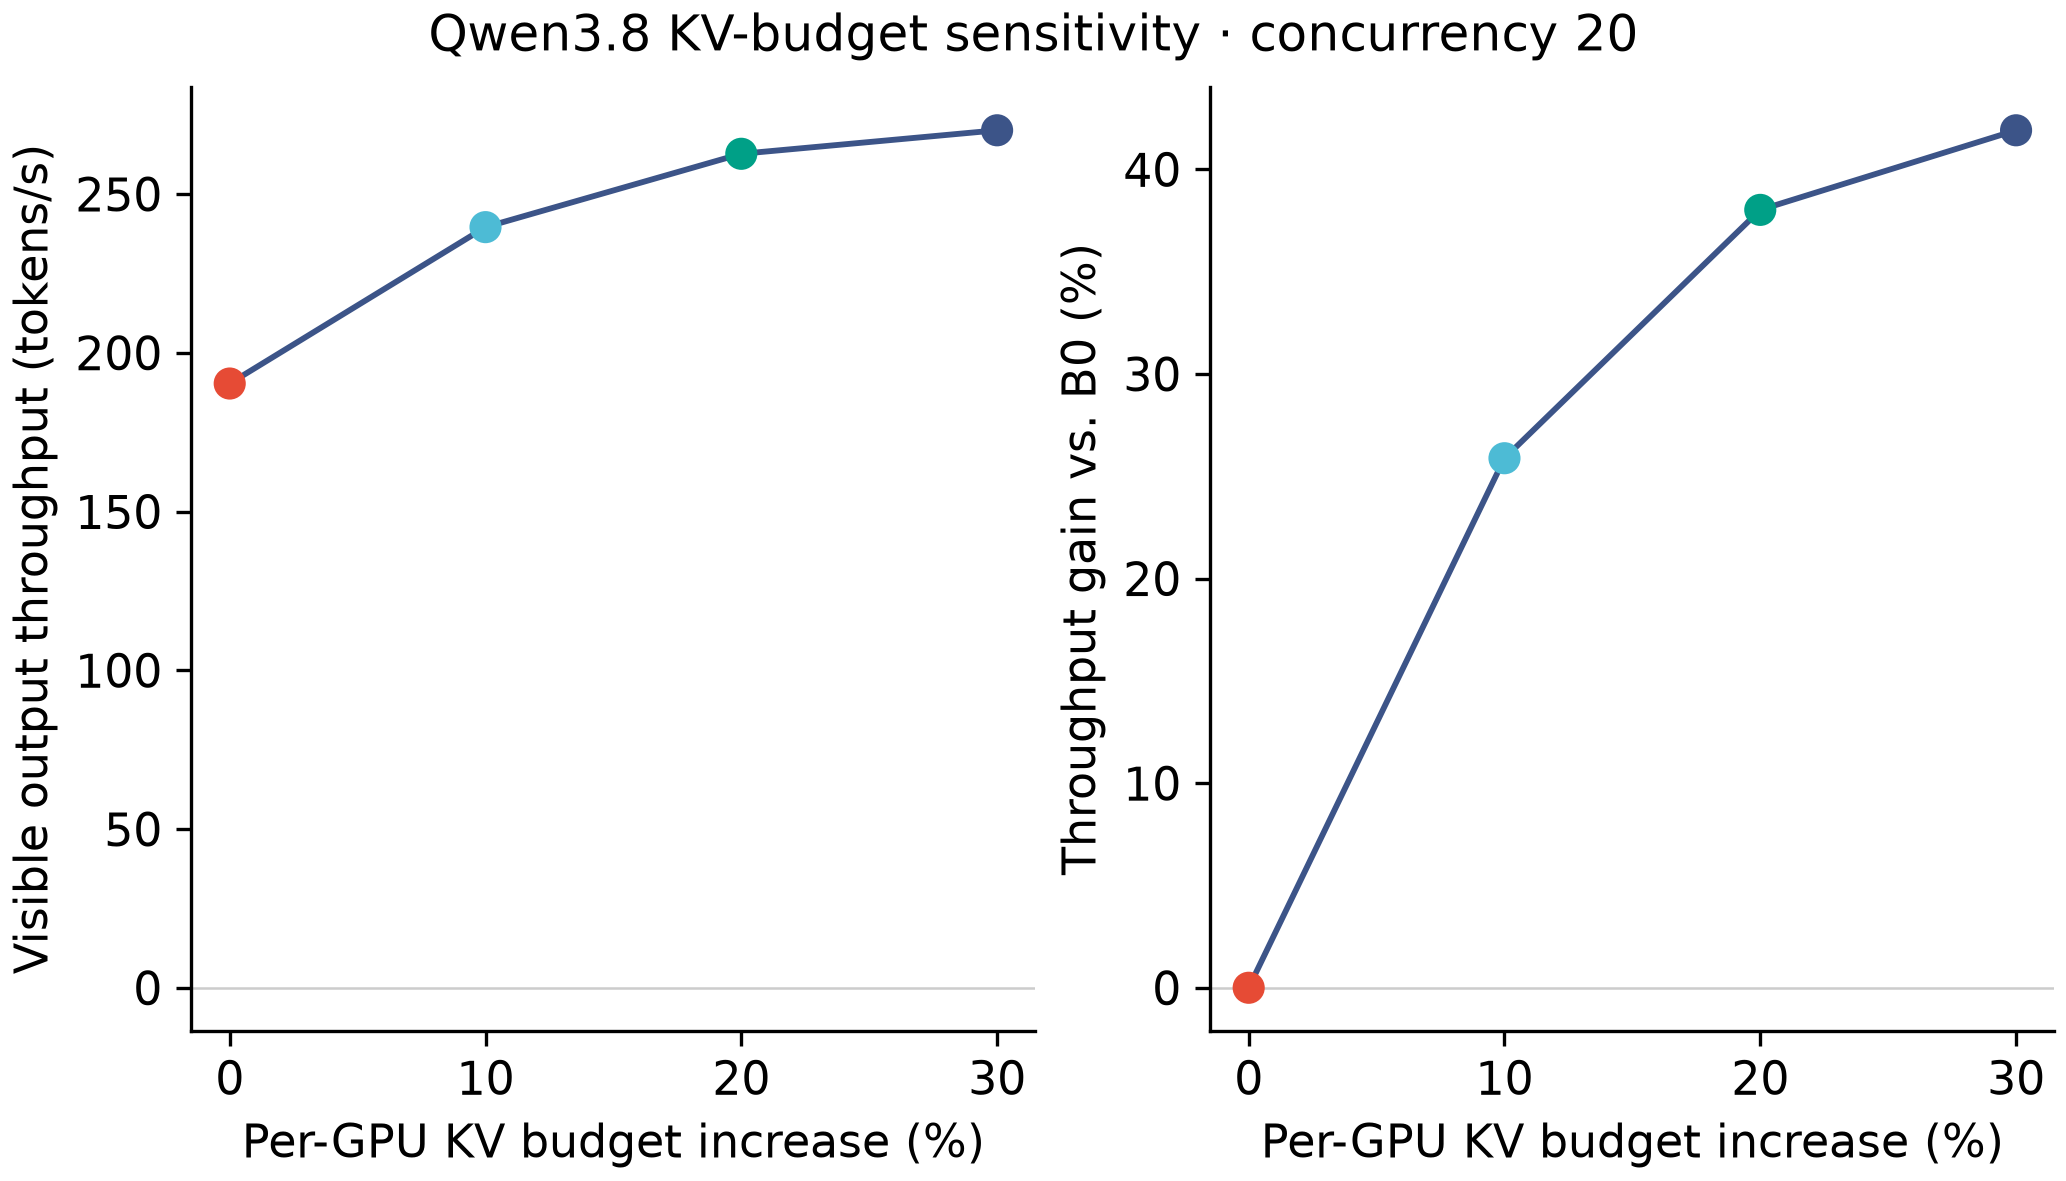 Qwen3.8 KV-budget sensitivity · concurrency 20
Visible output throughput (tokens/s)
250
200
150
100
50
0
0 10 20 30
Per-GPU KV budget increase (%)
Throughput gain vs. B0 (%)
40
30
20
10
0
0 10 20 30
Per-GPU KV budget increase (%)